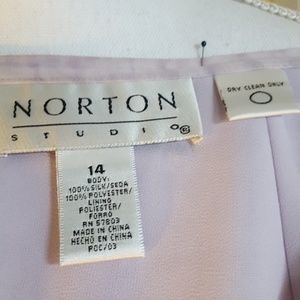 NORTON
STUDIO®
14
BODY:
100% SILK/SEDA
100% POLYESTER/
LINING
POLIESTER/
FORRO
RN 57803
MADE IN CHINA
HECHO EN CHINA
POC/03
DRY CLEAN ONLY